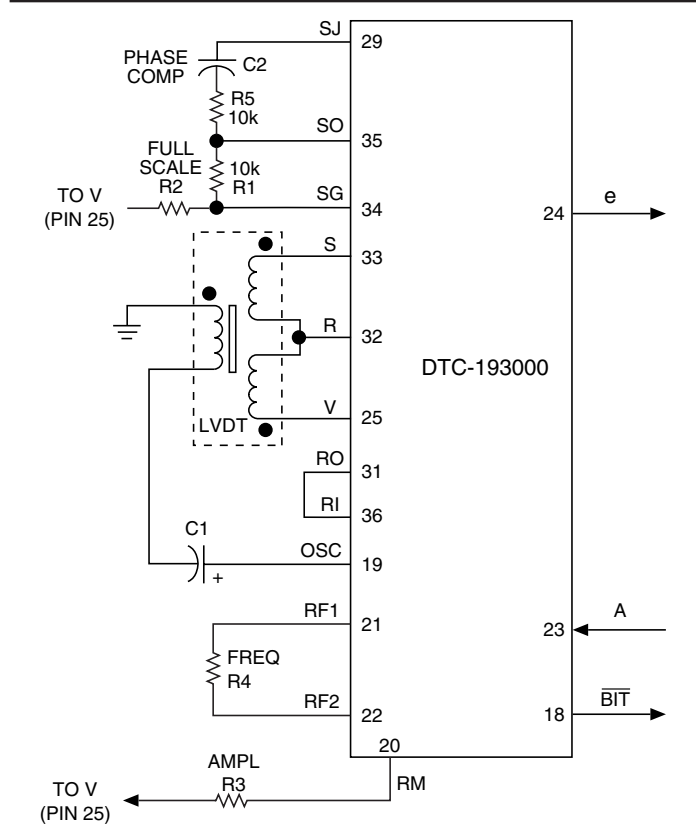 SJ
29
PHASE
COMP
C2
R5
10k
SO
35
FULL
SCALE
R2
10k
R1
TO V
(PIN 25)
SG
34
24
e
S
33
R
32
DTC-193000
LVDT
V
25
RO
31
RI
36
C1
+
OSC
19
RF1
21
23
A
FREQ
R4
RF2
22
18
BIT
20
AMPL
R3
RM
TO V
(PIN 25)